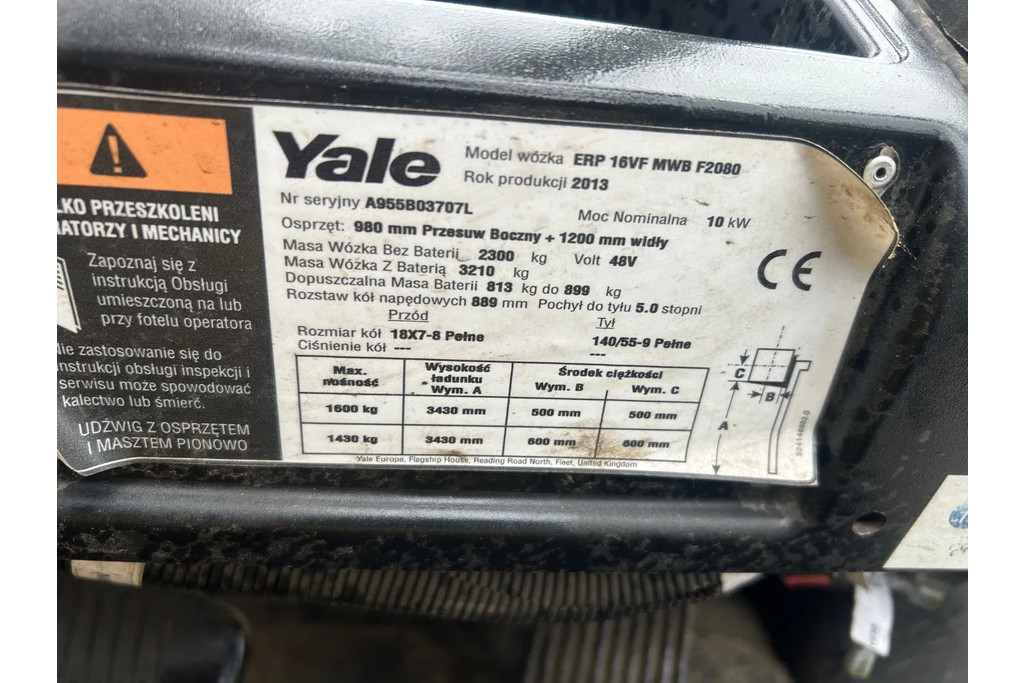 LKO PRZESZKOLENI
RATORZY I MECHANICY
Zapoznaj się z
instrukcją Obsługi
umieszczoną na lub
przy fotelu operatora
Nie zastosowanie się do
instrukcji obsługi inspekcji i
serwisu może spowodować
kalectwo lub śmierć.
UDŹWIG Z OSPRZĘTEM
I MASZTEM PIONOWO
Yale
Model wózka ERP 16VF MWB F2080
Rok produkcji 2013
Nr seryjny A955B03707L
Moc Nominalna 10 kW
Osprzęt: 980 mm Przesuw Boczny + 1200 mm widły
Masa Wózka Bez Baterii 2300 kg Volt 48V
Masa Wózka Z Baterią 3210 kg
Dopuszczalna Masa Baterii 813 kg do 899 kg
Rozstaw kół napędowych 889 mm Pochył do tyłu 5.0 stopni
Przód Tył
Rozmiar kół 18X7-8 Pełne 140/55-9 Pełne
Ciśnienie kół --- ---
CE
Max. nośność Wysokość ładunku Wym. A Środek ciężkości Wym. B Wym. C
1600 kg 3430 mm 500 mm 500 mm
1430 kg 3430 mm 600 mm 600 mm
Yale Europe, Flagship House, Reading Road North, Fleet, United Kingdom
C
B
A